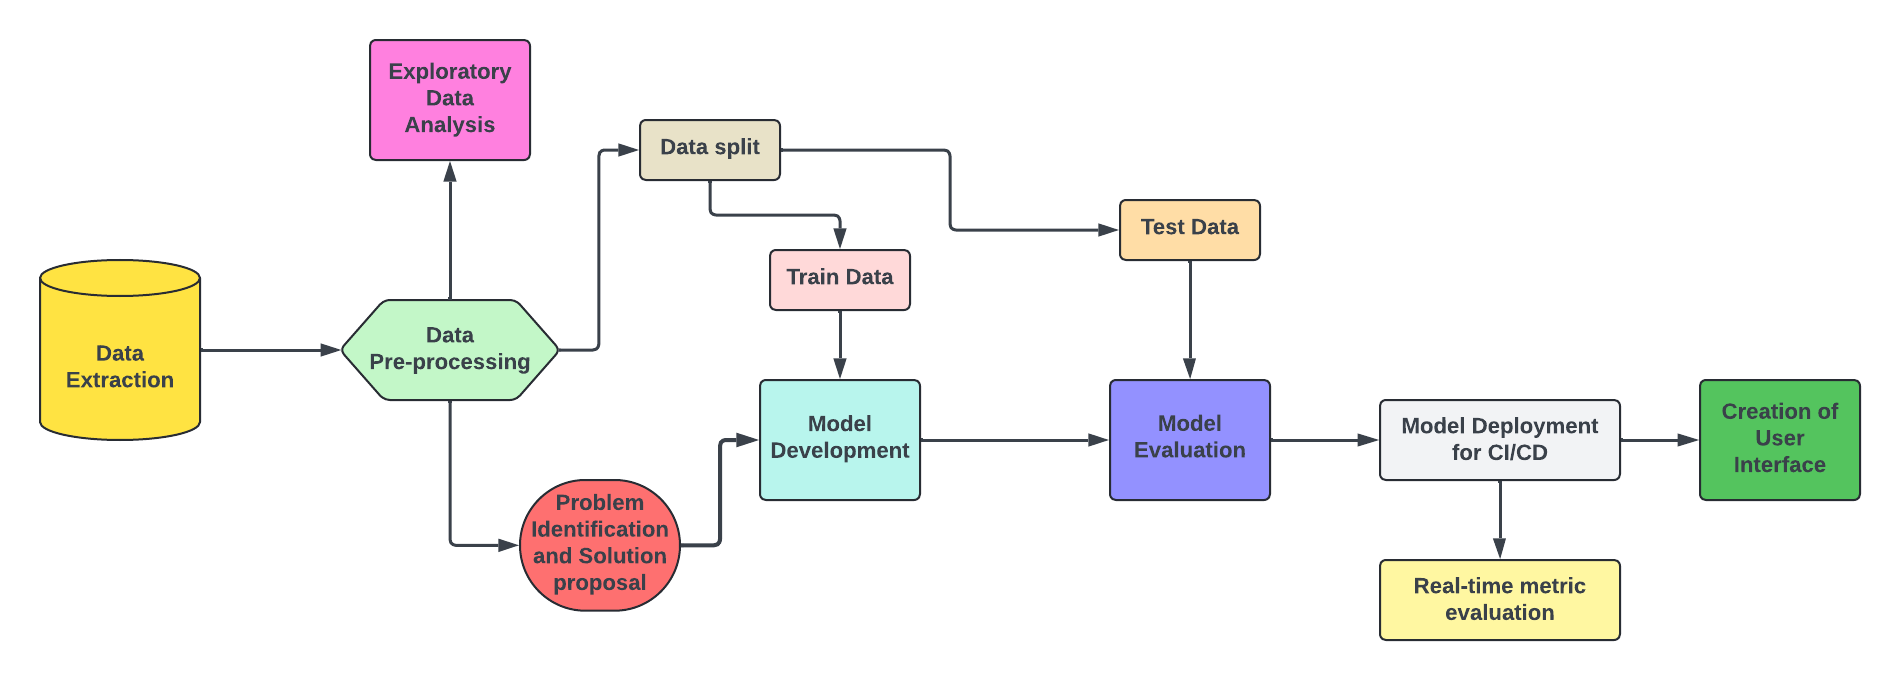 Exploratory
Data
Analysis
Data split
Test Data
Train Data
Data
Extraction
Data
Pre-processing
Model
Development
Model
Evaluation
Model Deployment
for CI/CD
Creation of
User
Interface
Problem
Identification
and Solution
proposal
Real-time metric
evaluation